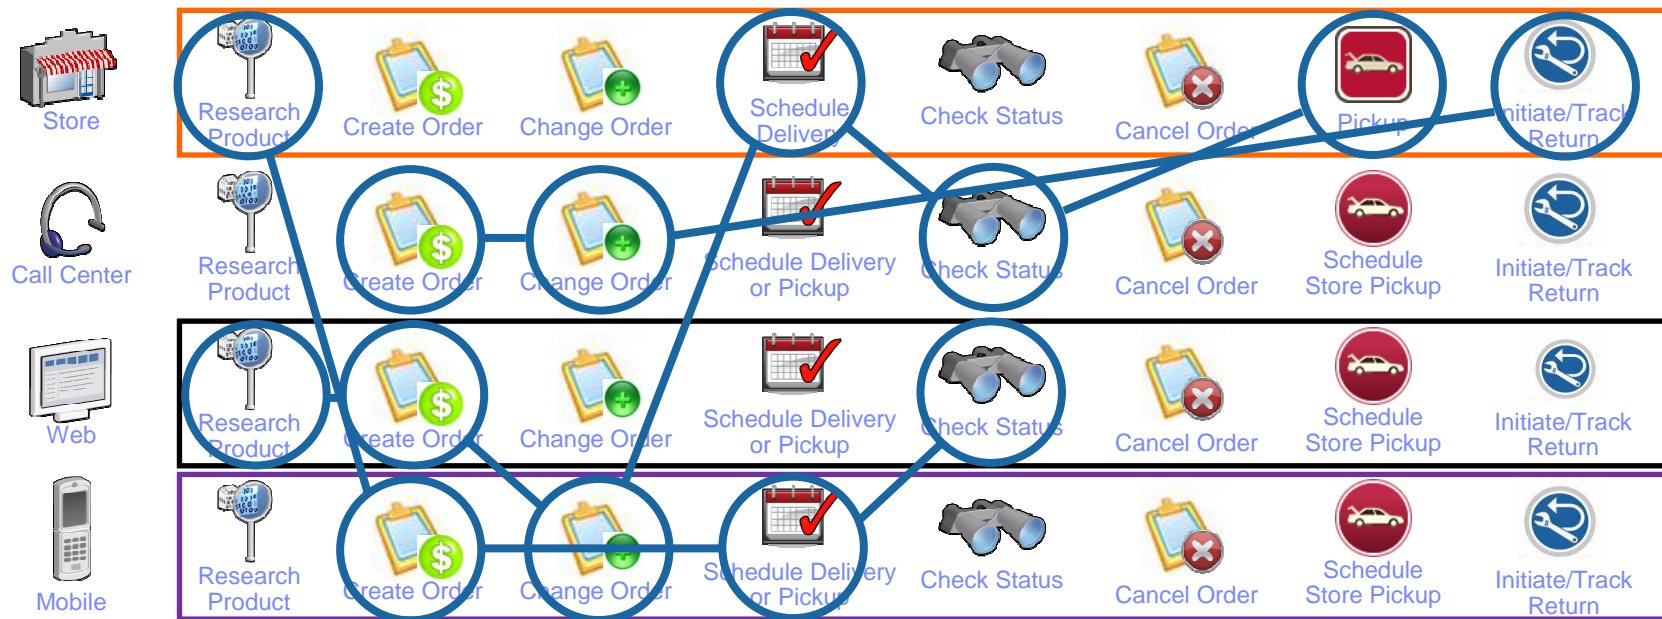 Store
Research
Product
Create Order
Change Order
Schedule
Delivery
Check Status
Cancel Order
Pickup
Initiate/Track
Return
Call Center
Research
Product
Create Order
Change Order
Schedule Delivery
or Pickup
Check Status
Cancel Order
Schedule
Store Pickup
Initiate/Track
Return
Web
Research
Product
Create Order
Change Order
Schedule Delivery
or Pickup
Check Status
Cancel Order
Schedule
Store Pickup
Initiate/Track
Return
Mobile
Research
Product
Create Order
Change Order
Schedule Delivery
or Pickup
Check Status
Cancel Order
Schedule
Store Pickup
Initiate/Track
Return